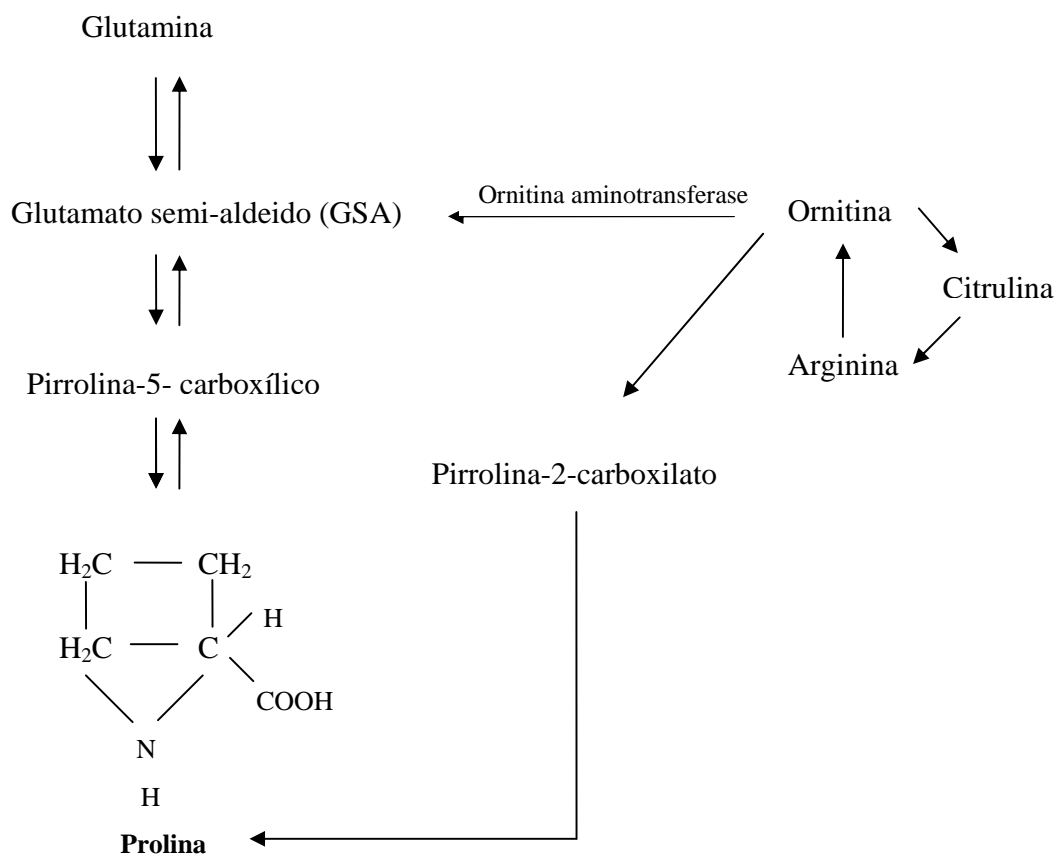 Glutamina
Ornitina aminotransferase
Glutamato semi-aldeido (GSA)
Ornitina
Citrulina
Arginina
Pirrolina-5- carboxílico
Pirrolina-2-carboxilato
H₂C CH₂
H
H₂C C
COOH
N
H
Prolina